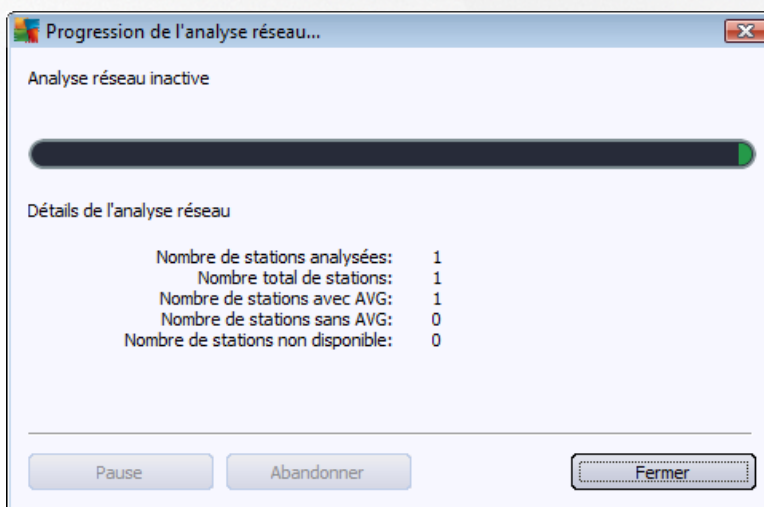 Progression de l'analyse réseau...
Analyse réseau inactive
Détails de l'analyse réseau
Nombre de stations analysées: 1
Nombre total de stations: 1
Nombre de stations avec AVG: 1
Nombre de stations sans AVG: 0
Nombre de stations non disponible: 0
Pause Abandonner Fermer